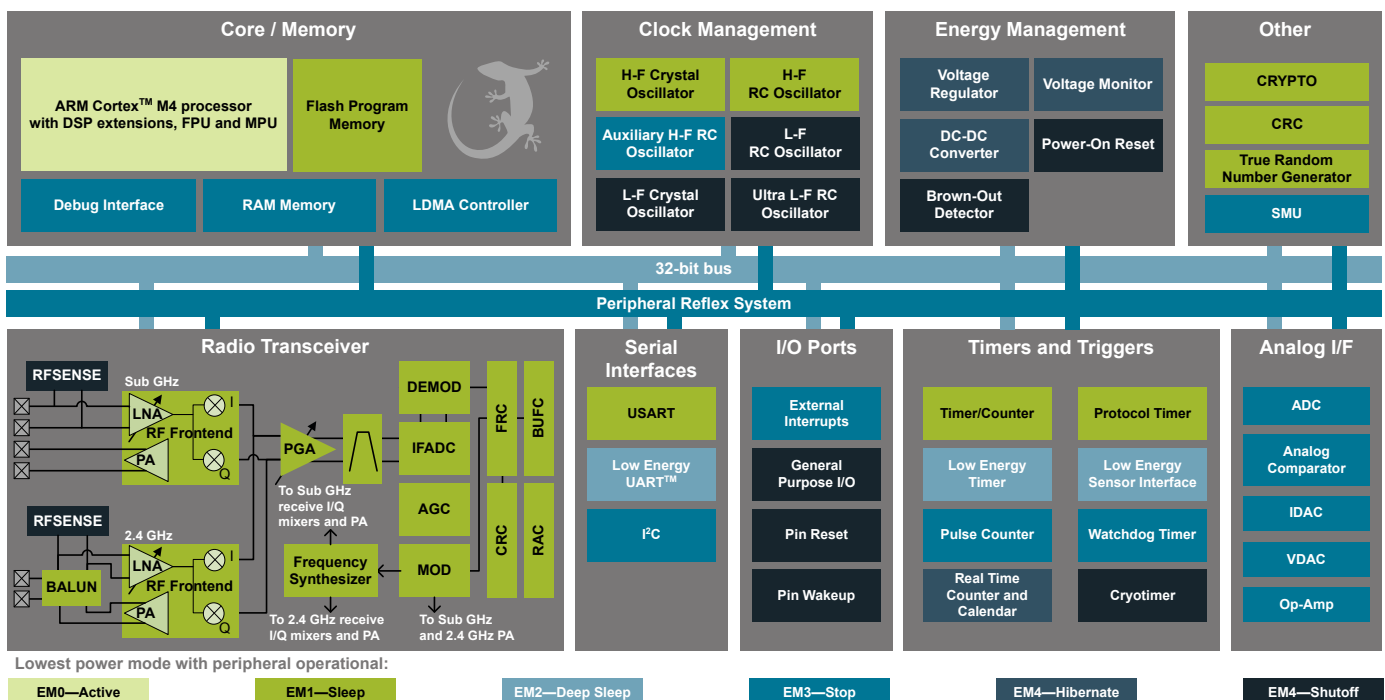 Core / Memory
ARM Cortex™ M4 processor
with DSP extensions, FPU and MPU
Flash Program
Memory
Debug Interface
RAM Memory
LDMA Controller
Clock Management
H-F Crystal
Oscillator
H-F
RC Oscillator
Auxiliary H-F RC
Oscillator
L-F
RC Oscillator
L-F Crystal
Oscillator
Ultra L-F RC
Oscillator
Energy Management
Voltage
Regulator
Voltage Monitor
DC-DC
Converter
Power-On Reset
Brown-Out
Detector
Other
CRYPTO
CRC
True Random
Number Generator
SMU
32-bit bus
Peripheral Reflex System
Radio Transceiver
RFSENSE
Sub GHz
LNA
RF Frontend
PA
I
Q
PGA
DEMOD
IFADC
AGC
MOD
FRC
BUFC
CRC
RAC
To Sub GHz
receive I/Q
mixers and PA
RFSENSE
2.4 GHz
BALUN
LNA
RF Frontend
PA
I
Q
Frequency
Synthesizer
To 2.4 GHz receive
I/Q mixers and PA
To Sub GHz
and 2.4 GHz PA
Serial
Interfaces
USART
Low Energy
UART™
I²C
I/O Ports
External
Interrupts
General
Purpose I/O
Pin Reset
Pin Wakeup
Timers and Triggers
Timer/Counter
Protocol Timer
Low Energy
Timer
Low Energy
Sensor Interface
Pulse Counter
Watchdog Timer
Real Time
Counter and
Calendar
Cryotimer
Analog I/F
ADC
Analog
Comparator
IDAC
VDAC
Op-Amp
Lowest power mode with peripheral operational:
EM0—Active
EM1—Sleep
EM2—Deep Sleep
EM3—Stop
EM4—Hibernate
EM4—Shutoff